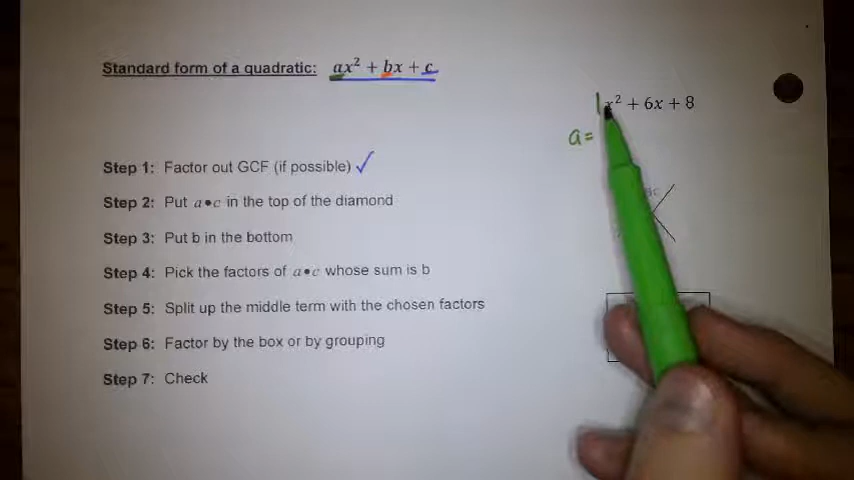 Standard form of a quadratic: ax² + bx + c
1x² + 6x + 8
a =
Step 1: Factor out GCF (if possible) ✓
Step 2: Put a•c in the top of the diamond
Step 3: Put b in the bottom
Step 4: Pick the factors of a•c whose sum is b
Step 5: Split up the middle term with the chosen factors
Step 6: Factor by the box or by grouping
Step 7: Check